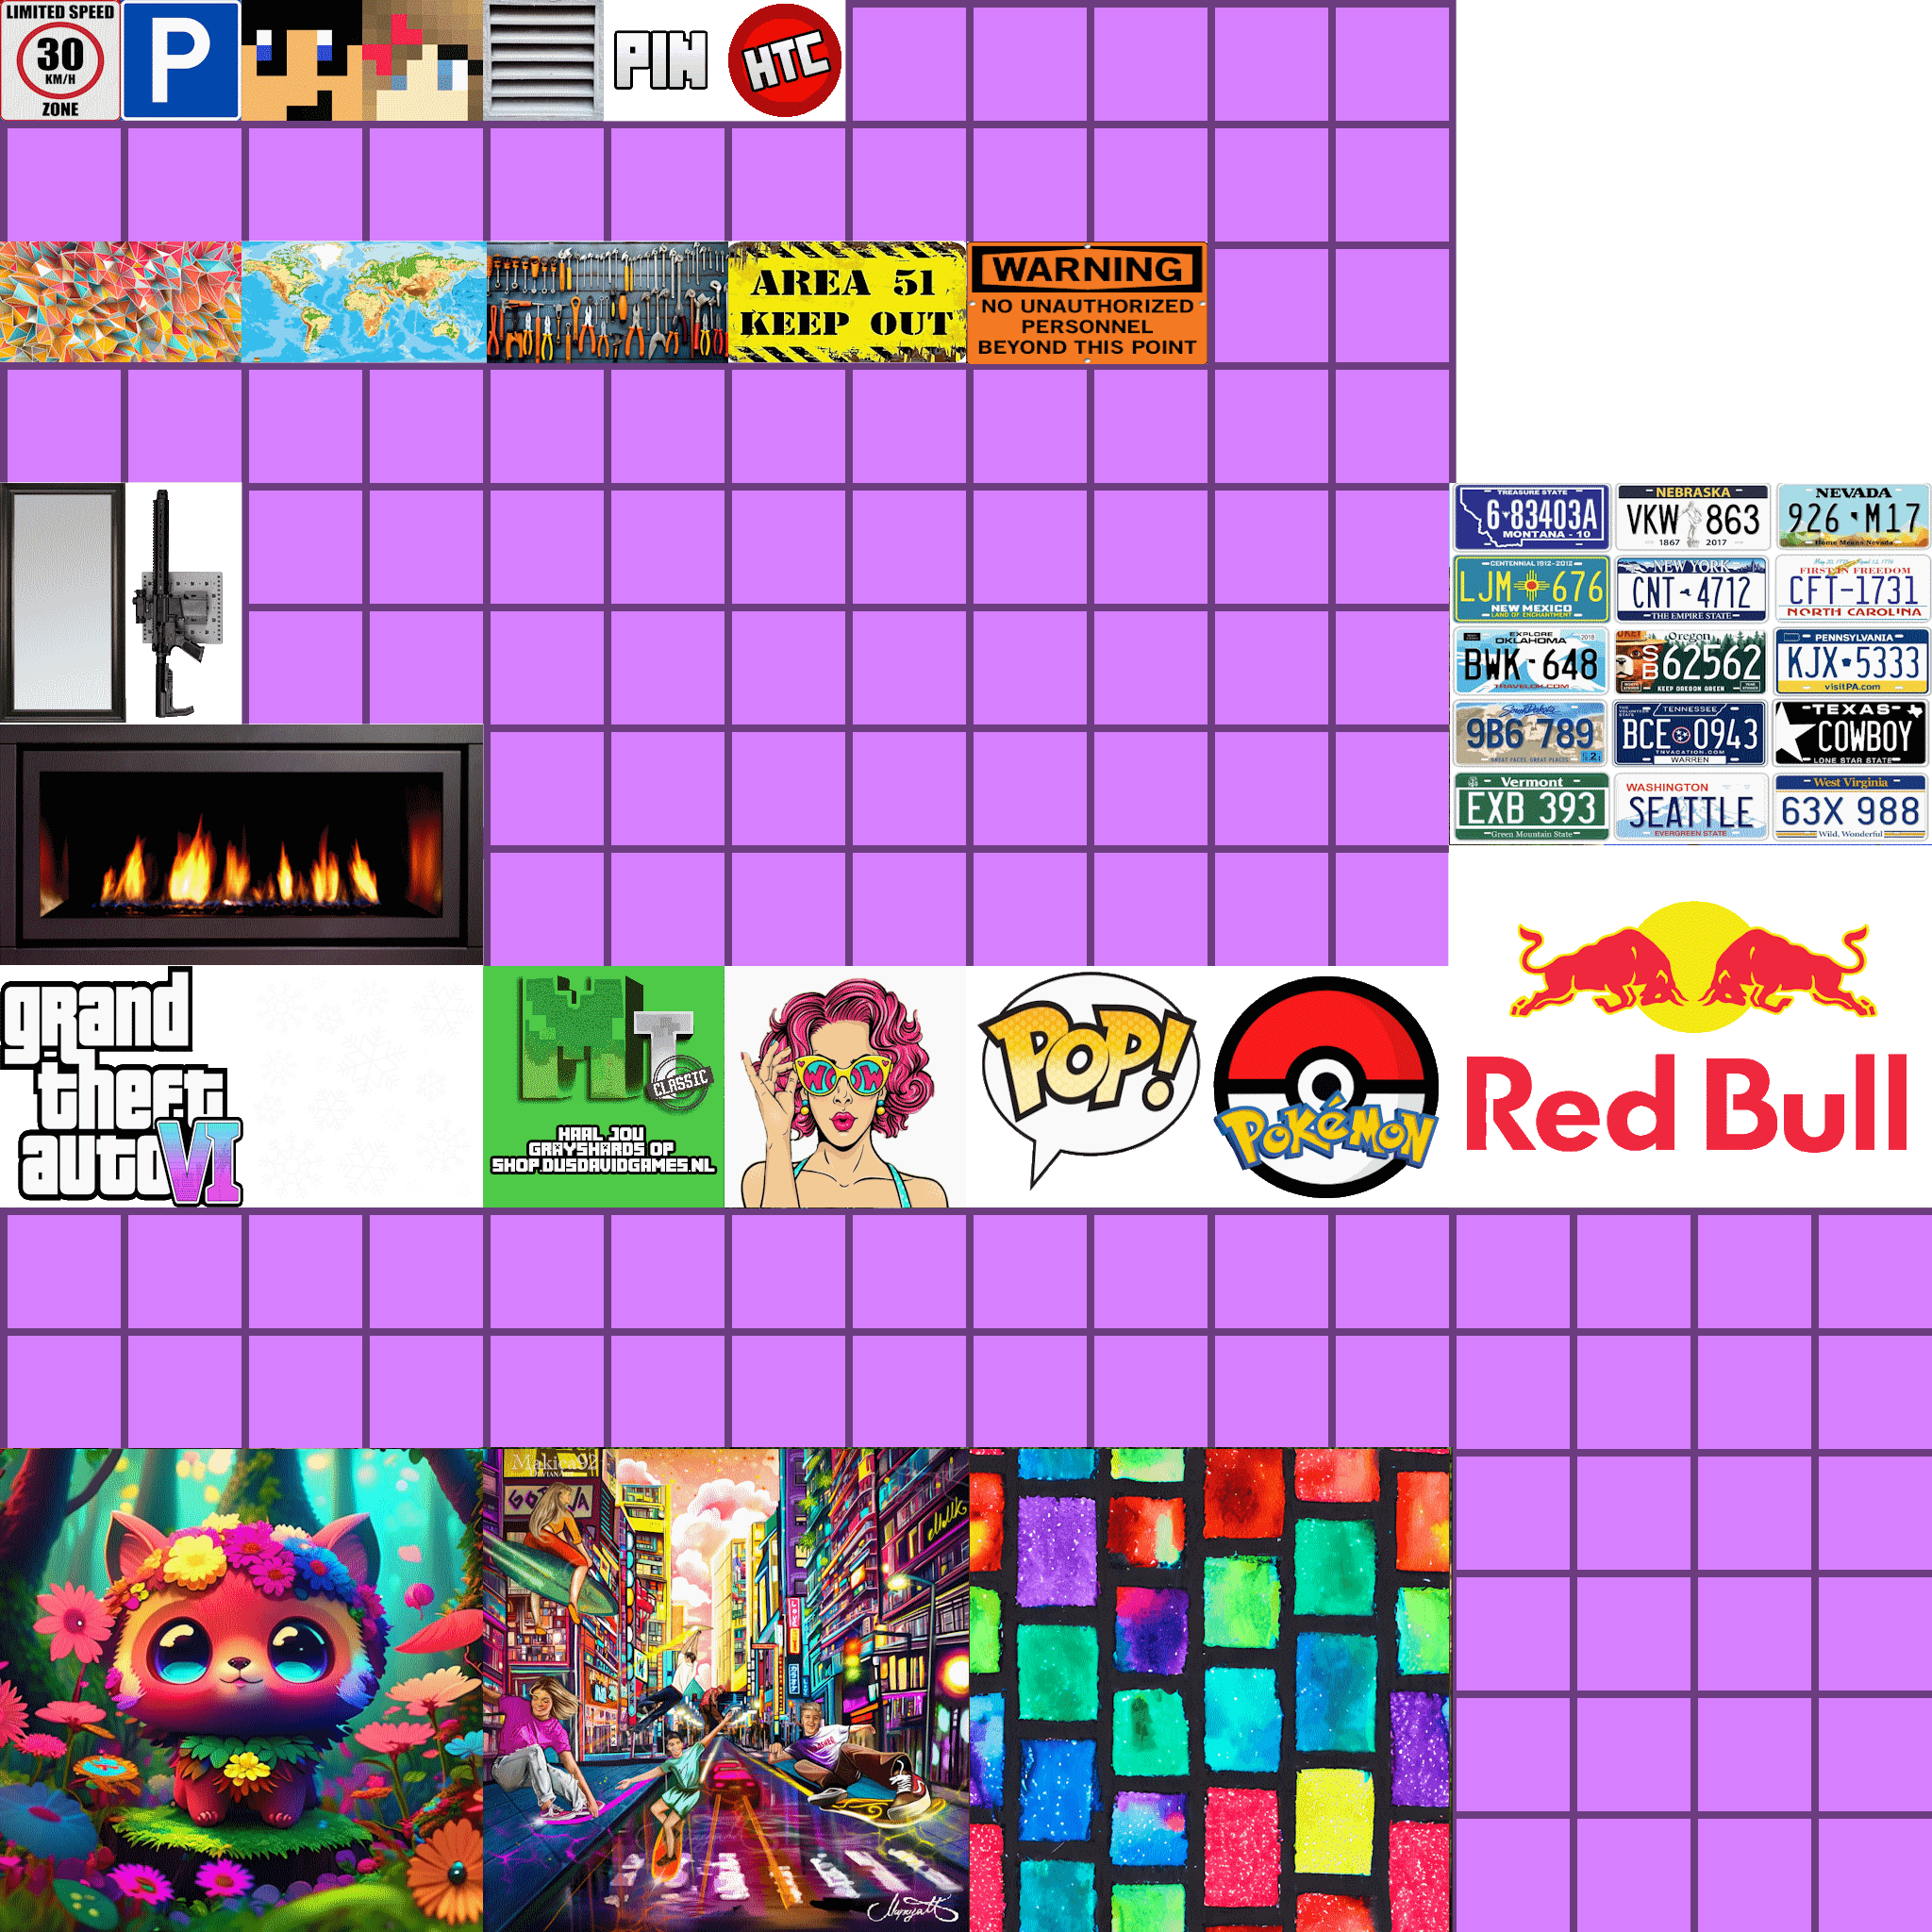 LIMITED SPEED
30
KM/H
ZONE
P
PIN
HTC
AREA 51
KEEP OUT
WARNING
NO UNAUTHORIZED
PERSONNEL
BEYOND THIS POINT
TREASURE STATE
6 83403A
MONTANA - 10
NEBRASKA
VKW 863
1867 2017
NEVADA
926 M17
Home Means Nevada
CENTENNIAL 1912-2012
LJM 676
NEW MEXICO
LAND OF ENCHANTMENT
NEW YORK
CNT 4712
THE EMPIRE STATE
FIRST IN FREEDOM
CFT-1731
NORTH CAROLINA
EXPLORE
OKLAHOMA
2018
BWK 648
TRAVELOK.COM
Oregon
SB 62562
KEEP OREGON GREEN
PENNSYLVANIA
KJX 5333
visitPA.com
South Dakota
9B6 789
GREAT FACES. GREAT PLACES
TENNESSEE
BCE 0943
TNVACATION.COM
WARREN
TEXAS
COWBOY
LONE STAR STATE
Vermont
EXB 393
Green Mountain State
WASHINGTON
SEATTLE
EVERGREEN STATE
West Virginia
63X 988
Wild, Wonderful
Red Bull
grand
theft
auto VI
MT
CLASSIC
HAAL JOU
GRAYSHARDS OP
SHOP.DUSDAVIDGAMES.NL
WOW
POP!
POKéMON
Makica92